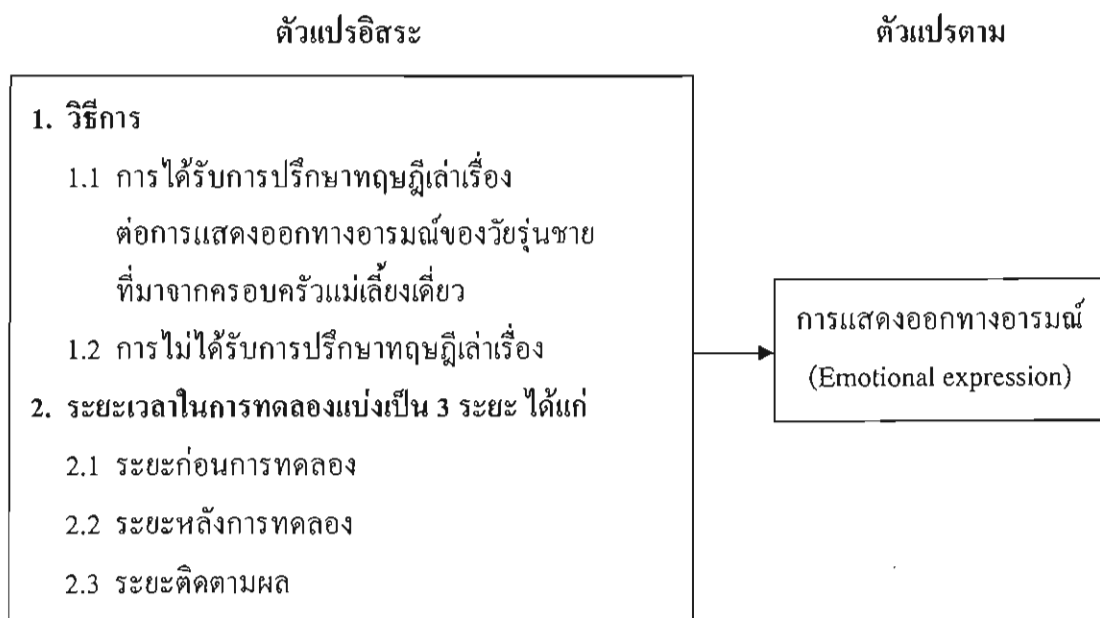 ตัวแปรอิสระ
ตัวแปรตาม
1. วิธีการ
1.1 การได้รับการปรึกษาทฤษฎีเล่าเรื่อง
ต่อการแสดงออกทางอารมณ์ของวัยรุ่นชาย
ที่มาจากครอบครัวแม่เลี้ยงเดี่ยว
1.2 การไม่ได้รับการปรึกษาทฤษฎีเล่าเรื่อง
2. ระยะเวลาในการทดลองแบ่งเป็น 3 ระยะ ได้แก่
2.1 ระยะก่อนการทดลอง
2.2 ระยะหลังการทดลอง
2.3 ระยะติดตามผล
การแสดงออกทางอารมณ์
(Emotional expression)